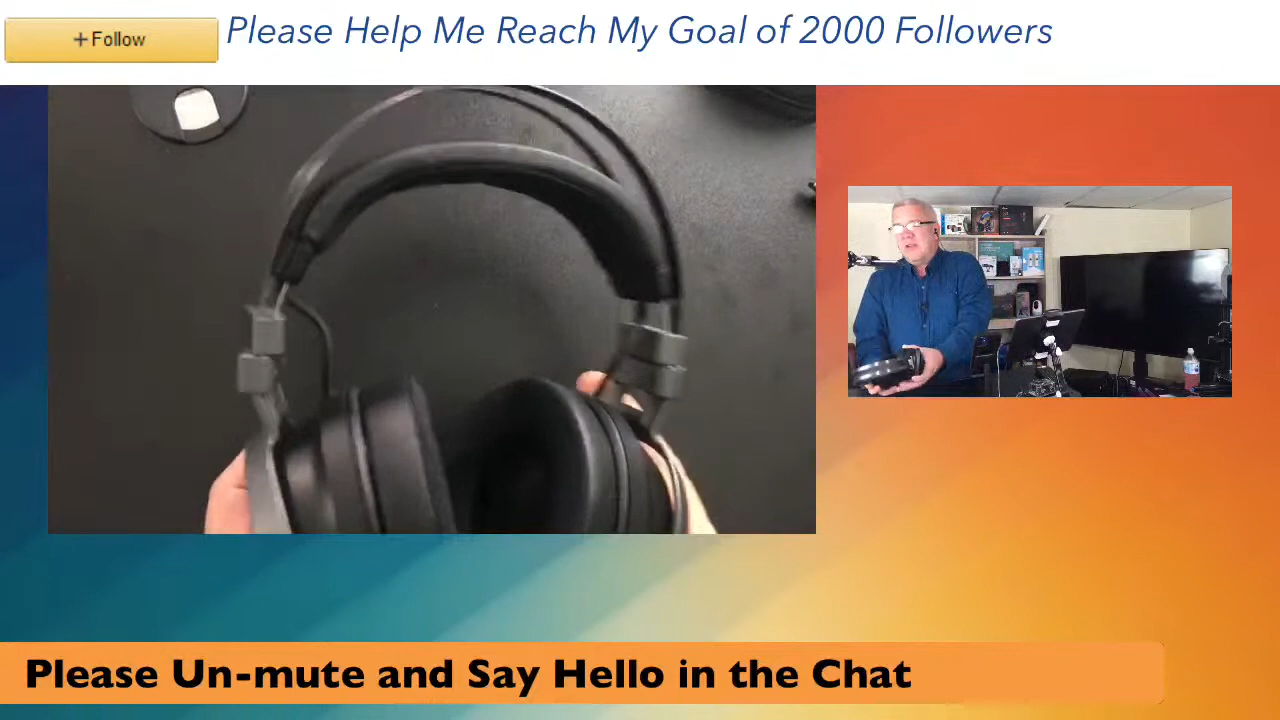 +Follow
Please Help Me Reach My Goal of 2000 Followers
Please Un-mute and Say Hello in the Chat